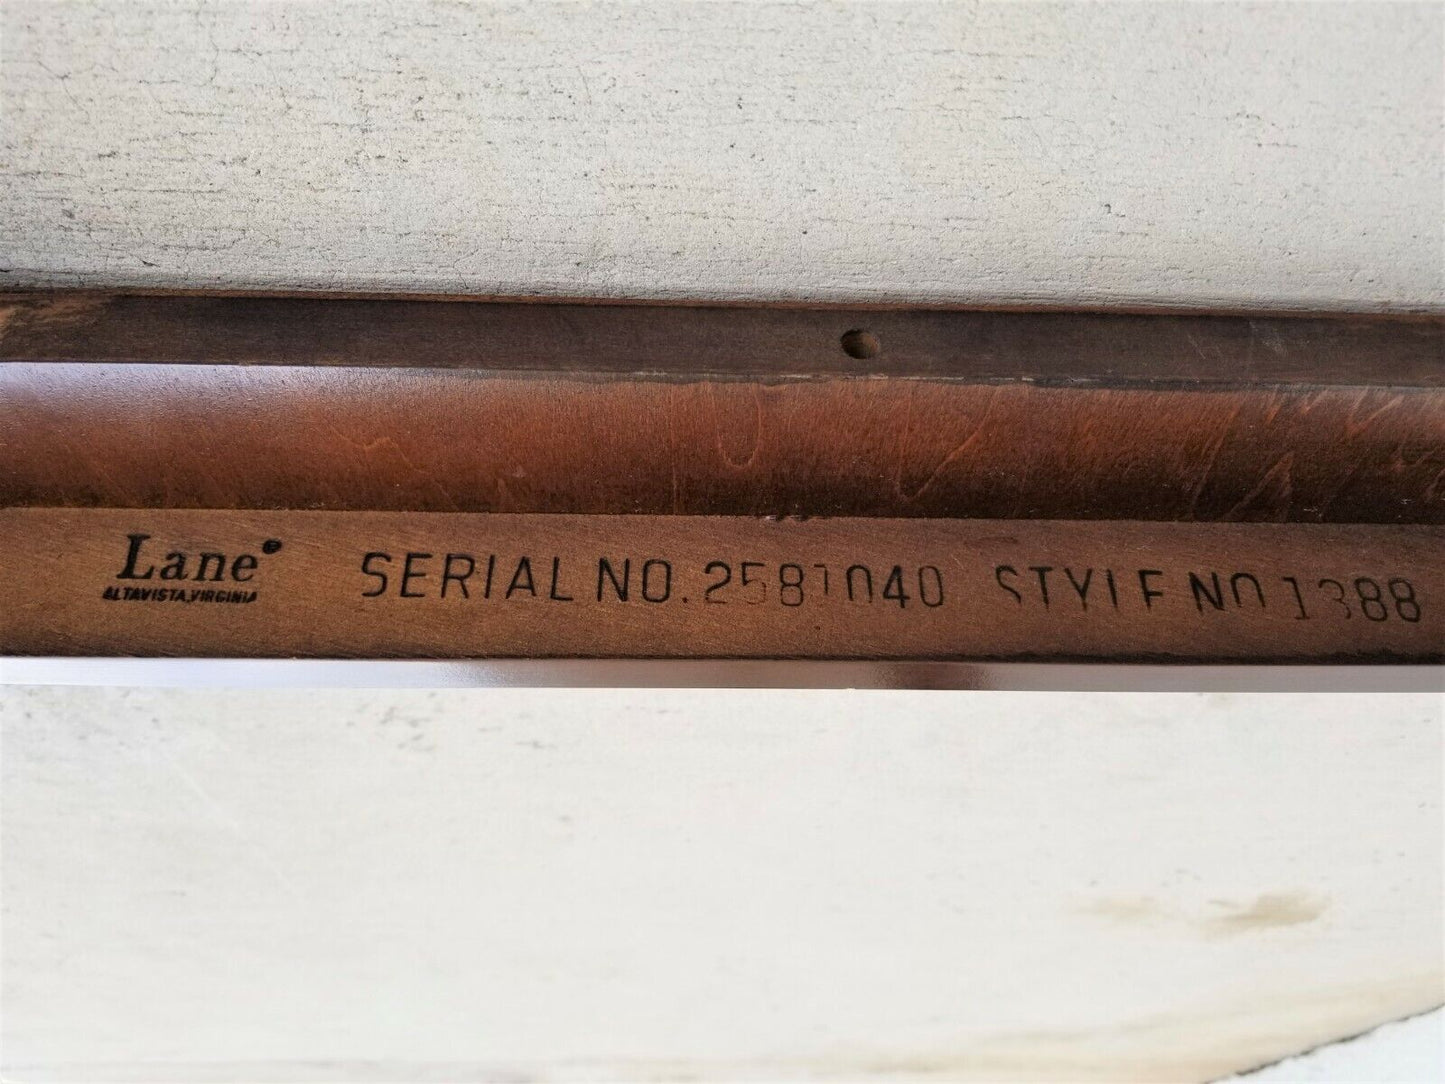 Lane® SERIAL NO. 2581040 STYLE NO 1388
ALTAVISTA, VIRGINIA